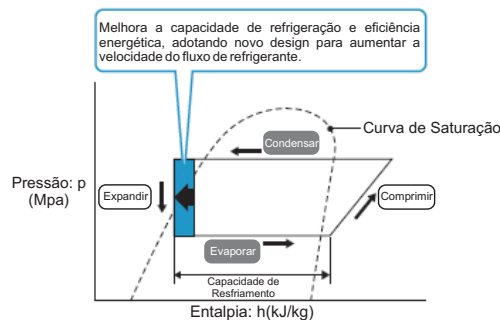 Melhora a capacidade de refrigeração e eficiência
energética, adotando novo design para aumentar a
velocidade do fluxo de refrigerante.
Curva de Saturação
Condensar
Pressão: p
(Mpa)
Expandir
Comprimir
Evaporar
Capacidade de
Resfriamento
Entalpia: h(kJ/kg)